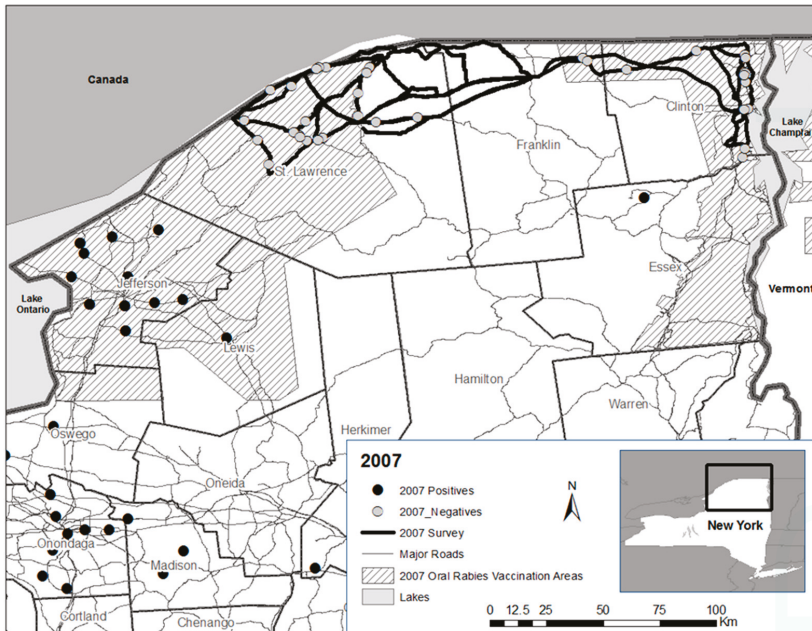 Canada
Clinton
Lake
Champlai
Franklin
St. Lawrence
Essex
Jefferson
Lake
Ontario
Vermont
Lewis
Hamilton
Warren
Oswego
Herkimer
Oneida
Onondaga
Madison
Cortland
Chenango
2007
2007 Positives
2007_Negatives
2007 Survey
Major Roads
2007 Oral Rabies Vaccination Areas
Lakes
N
New York
0 12.5 25 50 75 100
Km